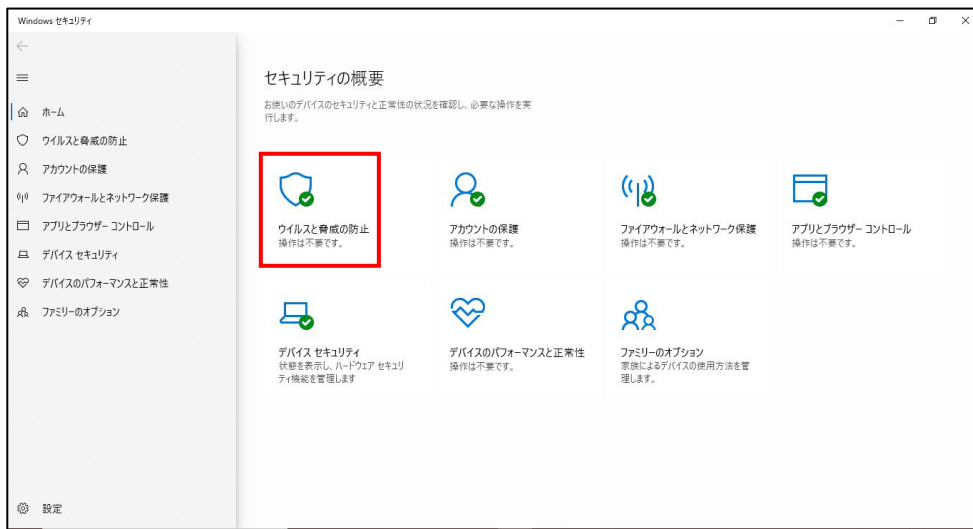 Windows セキュリティ
ホーム
ウイルスと脅威の防止
アカウントの保護
ファイアウォールとネットワーク保護
アプリとブラウザー コントロール
デバイス セキュリティ
デバイスのパフォーマンスと正常性
ファミリーのオプション
設定
セキュリティの概要
お使いのデバイスのセキュリティと正常性の状況を確認し、必要な操作を実
行します。
ウイルスと脅威の防止
操作は不要です。
アカウントの保護
操作は不要です。
ファイアウォールとネットワーク保護
操作は不要です。
アプリとブラウザー コントロール
操作は不要です。
デバイス セキュリティ
状態を表示し、ハードウェア セキュリ
ティ機能を管理します
デバイスのパフォーマンスと正常性
操作は不要です。
ファミリーのオプション
家族によるデバイスの使用方法を管
理します。